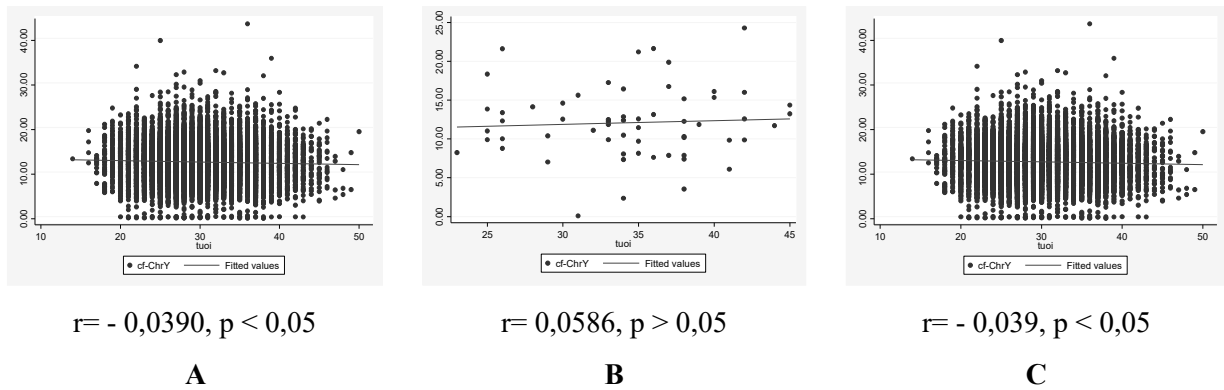 40.00
30.00
20.00
10.00
0.00
10 20 30 40 50
tuoi
cf-ChrY Fitted values
r= - 0,0390, p < 0,05
A
25.00
20.00
15.00
10.00
5.00
0.00
25 30 35 40 45
tuoi
cf-ChrY Fitted values
r= 0,0586, p > 0,05
B
40.00
30.00
20.00
10.00
0.00
10 20 30 40 50
tuoi
cf-ChrY Fitted values
r= - 0,039, p < 0,05
C